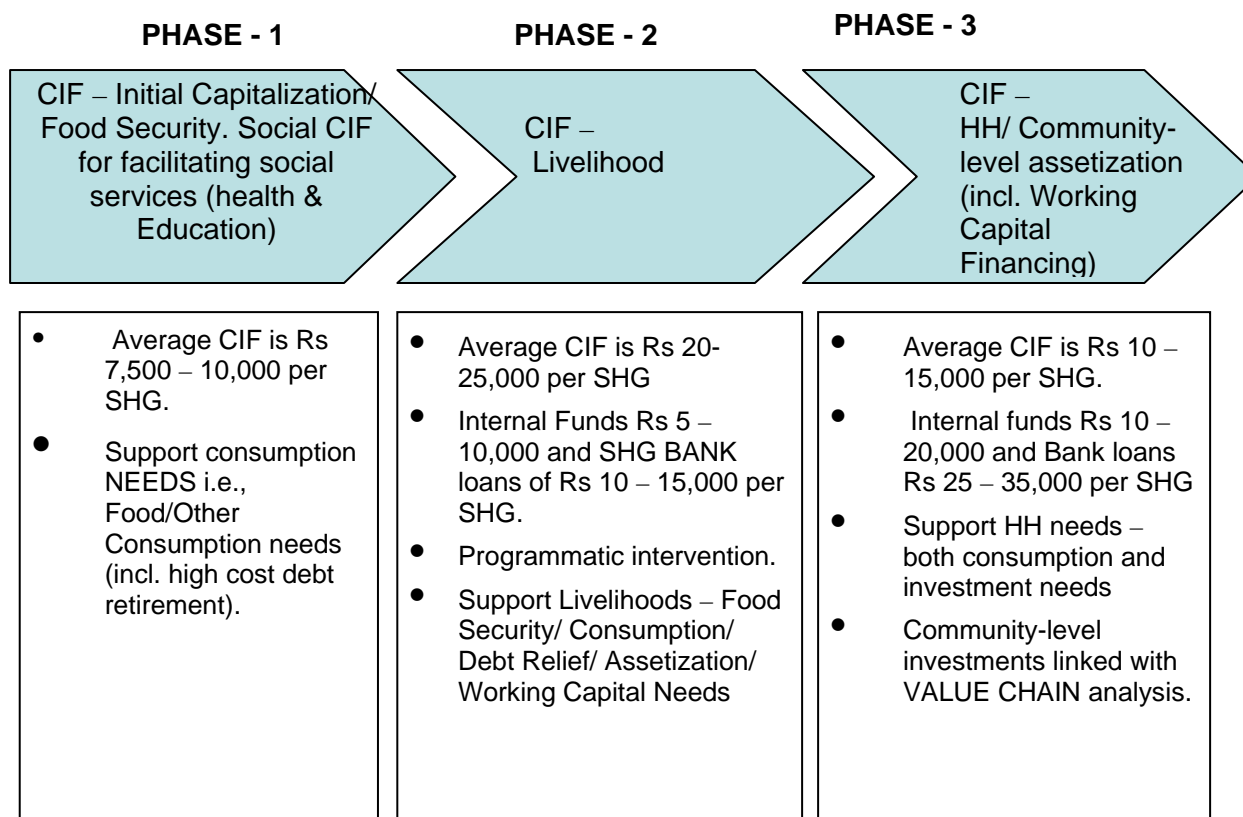 PHASE - 1
PHASE - 2
PHASE - 3
CIF – Initial Capitalization/
Food Security. Social CIF
for facilitating social
services (health &
Education)
CIF –
Livelihood
CIF –
HH/ Community-
level assetization
(incl. Working
Capital
Financing)
• Average CIF is Rs
7,500 – 10,000 per
SHG.
• Support consumption
NEEDS i.e.,
Food/Other
Consumption needs
(incl. high cost debt
retirement).
• Average CIF is Rs 20-
25,000 per SHG
• Internal Funds Rs 5 –
10,000 and SHG BANK
loans of Rs 10 – 15,000 per
SHG.
• Programmatic intervention.
• Support Livelihoods – Food
Security/ Consumption/
Debt Relief/ Assetization/
Working Capital Needs
• Average CIF is Rs 10 –
15,000 per SHG.
• Internal funds Rs 10 –
20,000 and Bank loans
Rs 25 – 35,000 per SHG
• Support HH needs –
both consumption and
investment needs
• Community-level
investments linked with
VALUE CHAIN analysis.